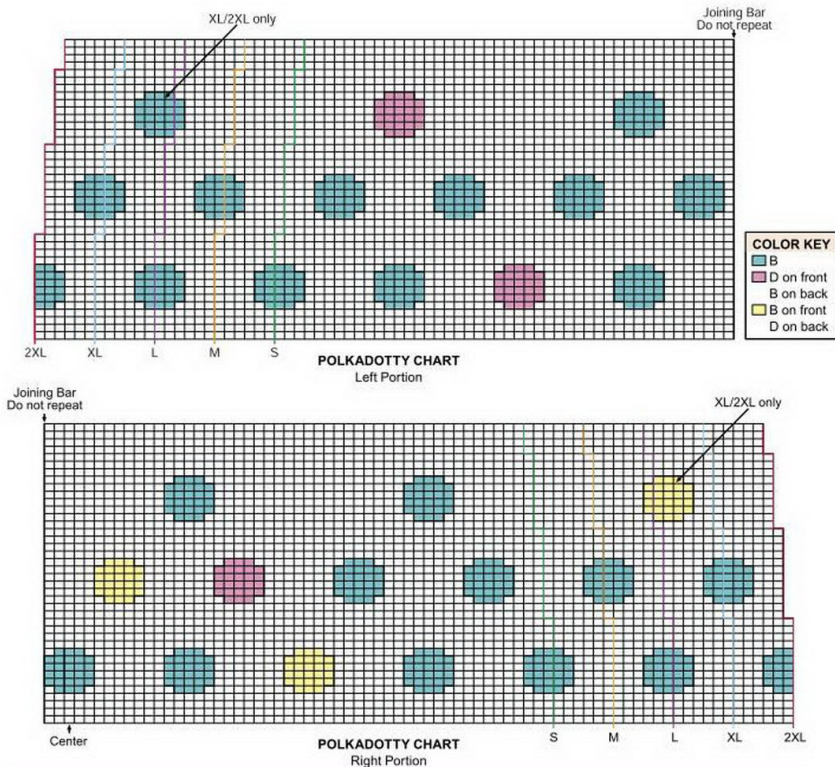 XL/2XL only
Joining Bar
Do not repeat
COLOR KEY
B
D on front
B on back
B on front
D on back
2XL XL L M S
POLKADOTTY CHART
Left Portion
Joining Bar
Do not repeat
XL/2XL only
S M L XL 2XL
Center
POLKADOTTY CHART
Right Portion